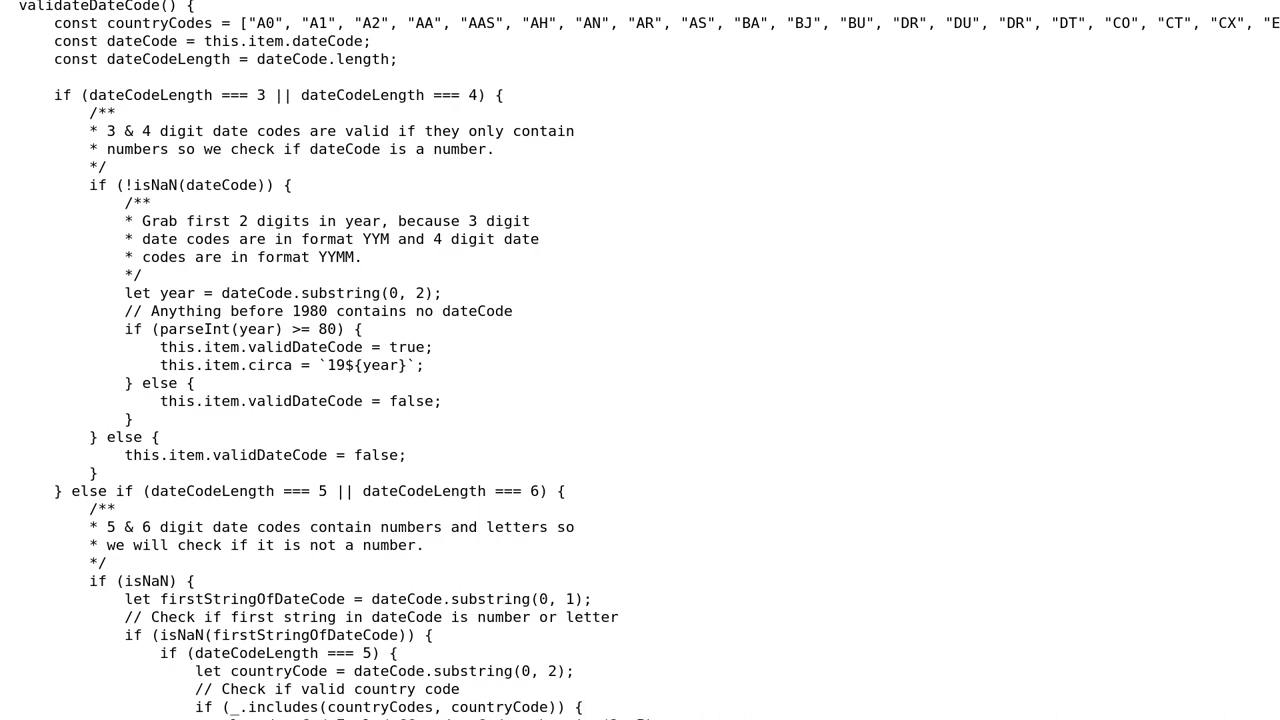 validateDateCode() {
    const countryCodes = ["A0", "A1", "A2", "AA", "AAS", "AH", "AN", "AR", "AS", "BA", "BJ", "BU", "DR", "DU", "DR", "DT", "CO", "CT", "CX", "E
    const dateCode = this.item.dateCode;
    const dateCodeLength = dateCode.length;

    if (dateCodeLength === 3 || dateCodeLength === 4) {
        /**
        * 3 & 4 digit date codes are valid if they only contain
        * numbers so we check if dateCode is a number.
        */
        if (!isNaN(dateCode)) {
            /**
            * Grab first 2 digits in year, because 3 digit
            * date codes are in format YYM and 4 digit date
            * codes are in format YYMM.
            */
            let year = dateCode.substring(0, 2);
            // Anything before 1980 contains no dateCode
            if (parseInt(year) >= 80) {
                this.item.validDateCode = true;
                this.item.circa = `19${year}`;
            } else {
                this.item.validDateCode = false;
            }
        } else {
            this.item.validDateCode = false;
        }
    } else if (dateCodeLength === 5 || dateCodeLength === 6) {
        /**
        * 5 & 6 digit date codes contain numbers and letters so
        * we will check if it is not a number.
        */
        if (isNaN) {
            let firstStringOfDateCode = dateCode.substring(0, 1);
            // Check if first string in dateCode is number or letter
            if (isNaN(firstStringOfDateCode)) {
                if (dateCodeLength === 5) {
                    let countryCode = dateCode.substring(0, 2);
                    // Check if valid country code
                    if (_.includes(countryCodes, countryCode)) {